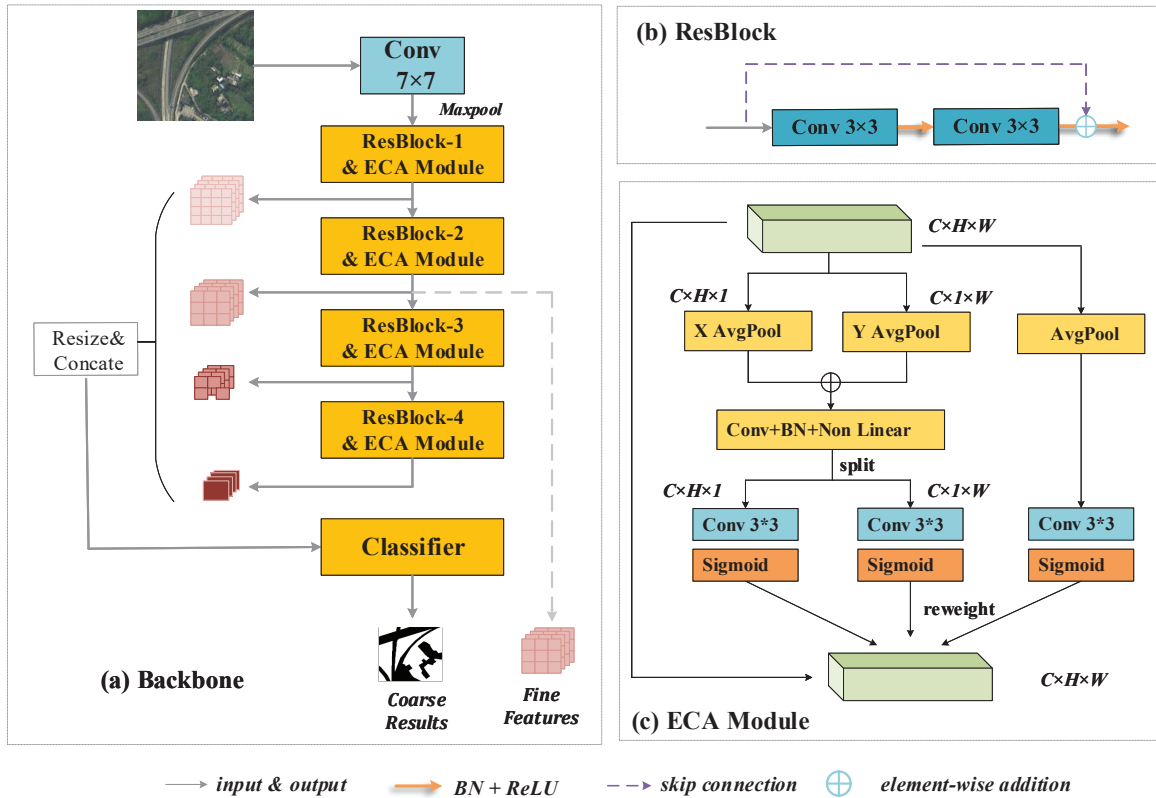 Conv
7×7
Maxpool
ResBlock-1
& ECA Module
ResBlock-2
& ECA Module
ResBlock-3
& ECA Module
ResBlock-4
& ECA Module
Resize&
Concate
Classifier
(a) Backbone
Coarse
Results
Fine
Features
(b) ResBlock
Conv 3×3
Conv 3×3
C×H×W
C×H×1
C×1×W
X AvgPool
Y AvgPool
AvgPool
Conv+BN+Non Linear
split
C×H×1
C×1×W
Conv 3*3
Conv 3*3
Conv 3*3
Sigmoid
Sigmoid
Sigmoid
reweight
C×H×W
(c) ECA Module
input & output
BN + ReLU
skip connection
element-wise addition